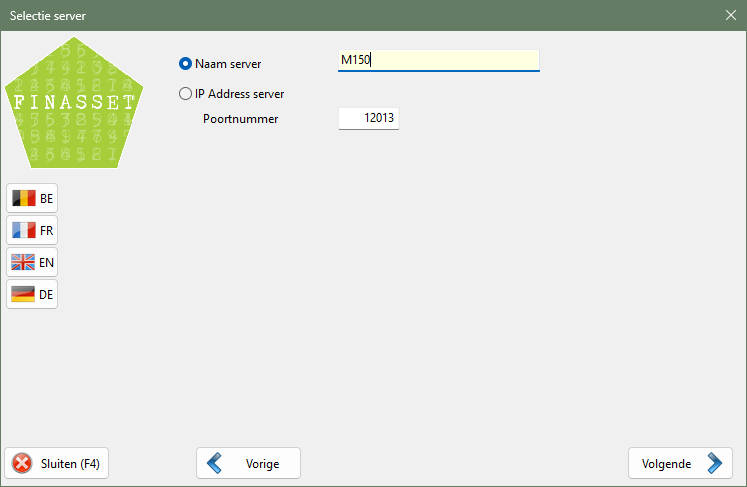 Selectie server
FINASSET
Naam server
M150
IP Address server
Poortnummer
12013
BE
FR
EN
DE
Sluiten (F4)
Vorige
Volgende